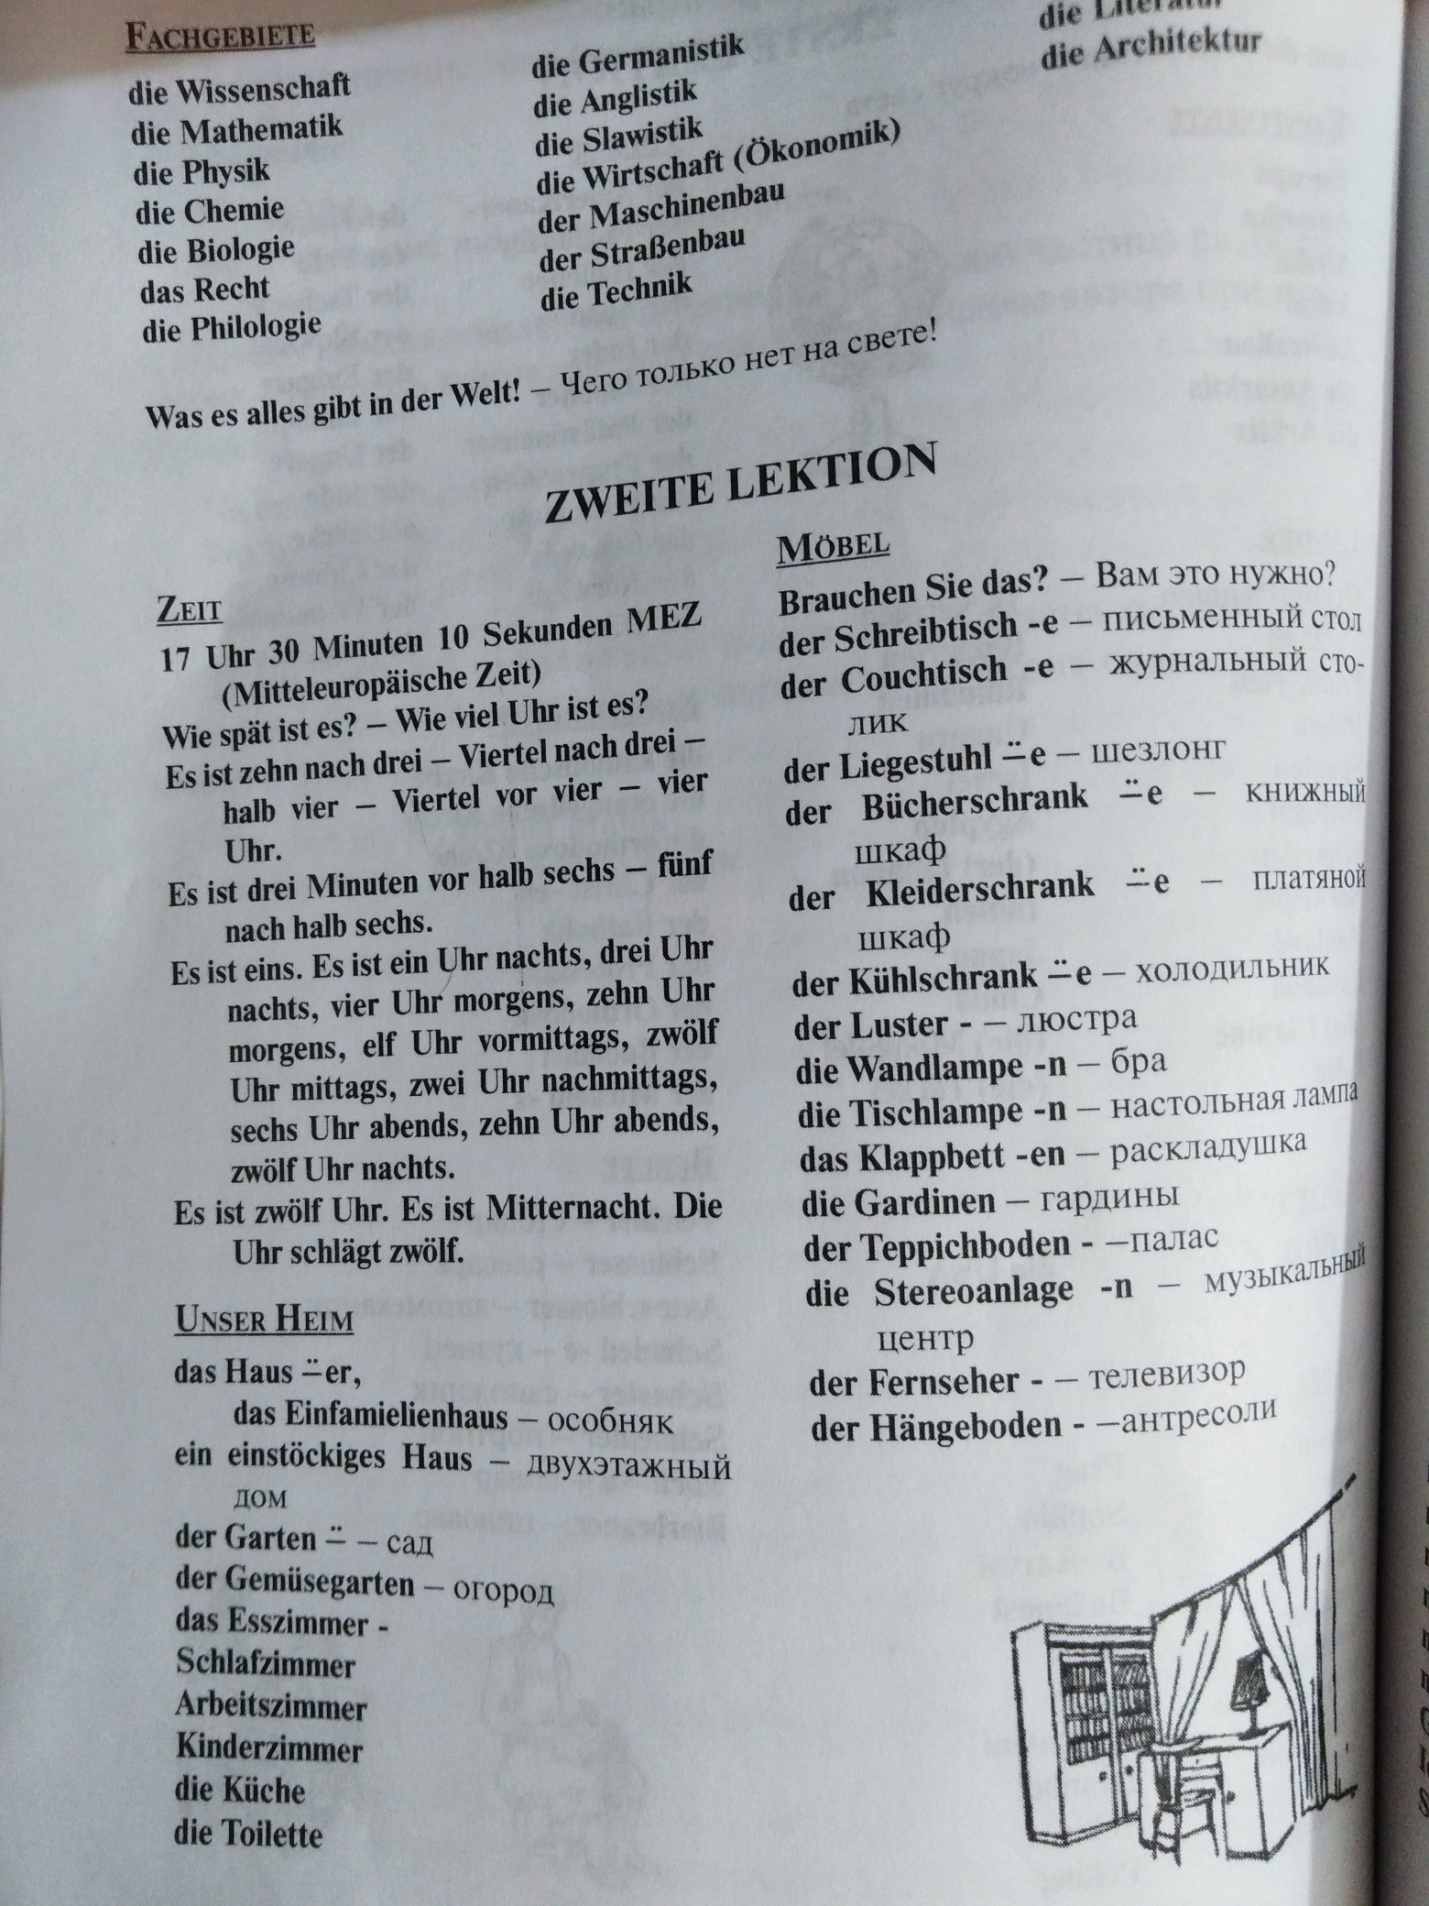 FACHGEBIETE
die Wissenschaft
die Mathematik
die Physik
die Chemie
die Biologie
das Recht
die Philologie
die Germanistik
die Anglistik
die Slawistik
die Wirtschaft (Ökonomik)
der Maschinenbau
der Straßenbau
die Technik
die Literatur
die Architektur
Was es alles gibt in der Welt! – Чего только нет на свете!
ZWEITE LEKTION
ZEIT
17 Uhr 30 Minuten 10 Sekunden MEZ
(Mitteleuropäische Zeit)
Wie spät ist es? – Wie viel Uhr ist es?
Es ist zehn nach drei – Viertel nach drei –
halb vier – Viertel vor vier – vier
Uhr.
Es ist drei Minuten vor halb sechs – fünf
nach halb sechs.
Es ist eins. Es ist ein Uhr nachts, drei Uhr
nachts, vier Uhr morgens, zehn Uhr
morgens, elf Uhr vormittags, zwölf
Uhr mittags, zwei Uhr nachmittags,
sechs Uhr abends, zehn Uhr abends,
zwölf Uhr nachts.
Es ist zwölf Uhr. Es ist Mitternacht. Die
Uhr schlägt zwölf.
UNSER HEIM
das Haus ⸚er,
das Einfamielienhaus – особняк
ein einstöckiges Haus – двухэтажный
дом
der Garten ⸚ – сад
der Gemüsegarten – огород
das Esszimmer -
Schlafzimmer
Arbeitszimmer
Kinderzimmer
die Küche
die Toilette
MÖBEL
Brauchen Sie das? – Вам это нужно?
der Schreibtisch -e – письменный стол
der Couchtisch -e – журнальный сто-
лик
der Liegestuhl ⸚e – шезлонг
der Bücherschrank ⸚e – книжный
шкаф
der Kleiderschrank ⸚e – платяной
шкаф
der Kühlschrank ⸚e – холодильник
der Luster - – люстра
die Wandlampe -n – бра
die Tischlampe -n – настольная лампа
das Klappbett -en – раскладушка
die Gardinen – гардины
der Teppichboden - –палас
die Stereoanlage -n – музыкальный
центр
der Fernseher - – телевизор
der Hängeboden - –антресоли